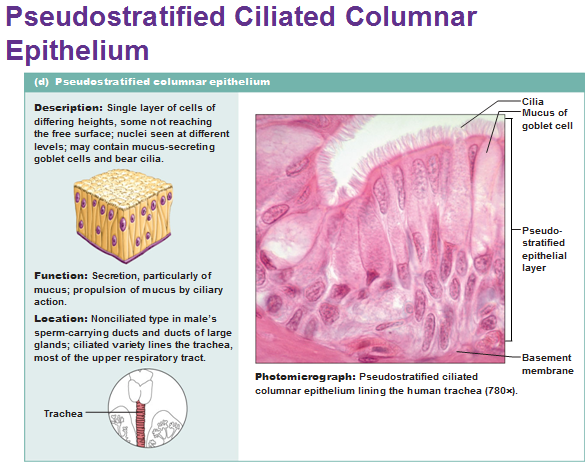 Pseudostratified Ciliated Columnar
Epithelium
(d) Pseudostratified columnar epithelium
Description: Single layer of cells of
differing heights, some not reaching
the free surface; nuclei seen at different
levels; may contain mucus-secreting
goblet cells and bear cilia.
Function: Secretion, particularly of
mucus; propulsion of mucus by ciliary
action.
Location: Nonciliated type in male's
sperm-carrying ducts and ducts of large
glands; ciliated variety lines the trachea,
most of the upper respiratory tract.
Trachea
Cilia
Mucus of
goblet cell
Pseudo-
stratified
epithelial
layer
Basement
membrane
Photomicrograph: Pseudostratified ciliated
columnar epithelium lining the human trachea (780×).